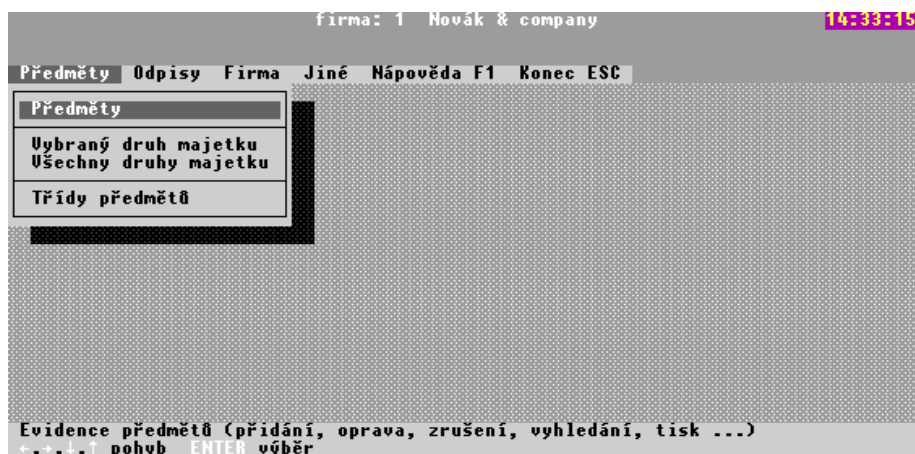 firma: 1 Novák & company 14:33:15
Předměty Odpisy Firma Jiné Nápověda F1 Konec ESC
Předměty
Vybraný druh majetku
Všechny druhy majetku
Třídy předmětů
Evidence předmětů (přidání, oprava, zrušení, vyhledání, tisk ...)
←,→,↓,↑ pohyb ENTER výběr